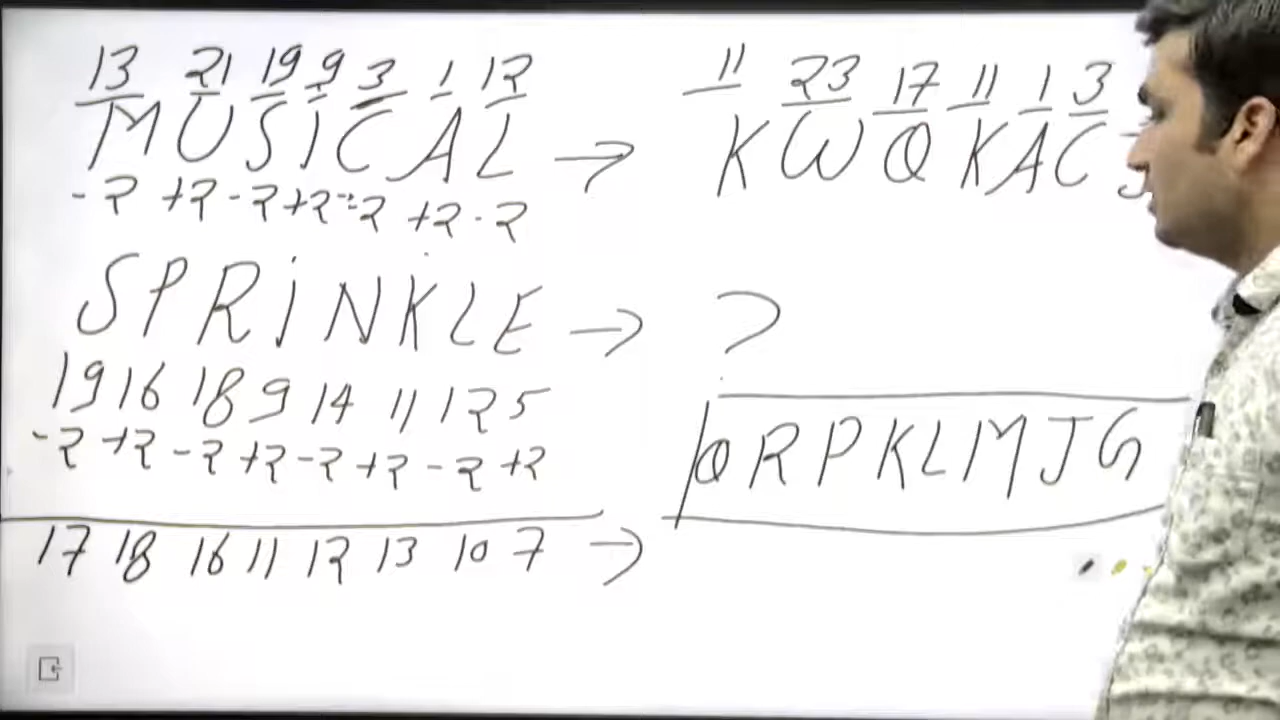 13 21 19 9 3 1 12 11 23 17 11 1 3
MUSICAL → KWQKAC
-2 +2 -2 +2 -2 +2 -2
SPRINKLE → ?
19 16 18 9 14 11 12 5
-2 +2 -2 +2 -2 +2 -2 +2
QRPKLMJG
17 18 16 11 12 13 10 7 →